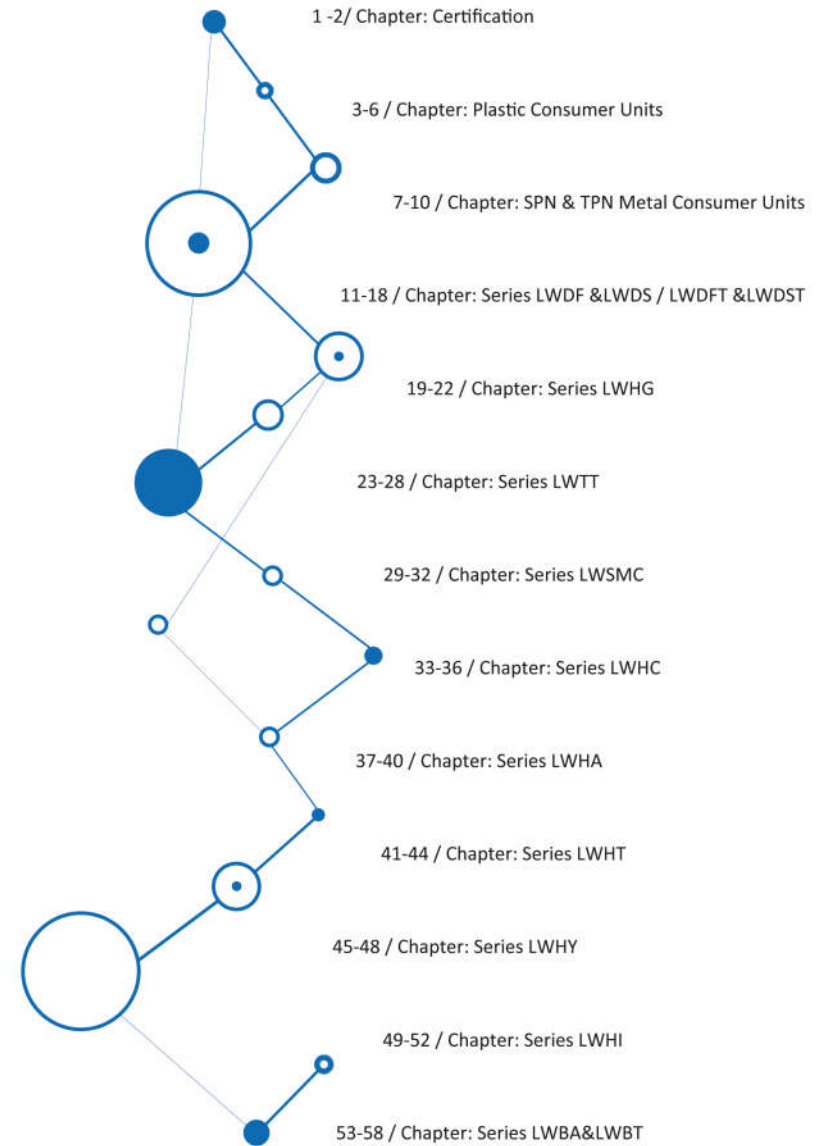 1 -2/ Chapter: Certification
3-6 / Chapter: Plastic Consumer Units
7-10 / Chapter: SPN & TPN Metal Consumer Units
11-18 / Chapter: Series LWDF &LWDS / LWDFT &LWDST
19-22 / Chapter: Series LWHG
23-28 / Chapter: Series LWTT
29-32 / Chapter: Series LWSMC
33-36 / Chapter: Series LWHC
37-40 / Chapter: Series LWHA
41-44 / Chapter: Series LWHT
45-48 / Chapter: Series LWHY
49-52 / Chapter: Series LWHI
53-58 / Chapter: Series LWBA&LWBT